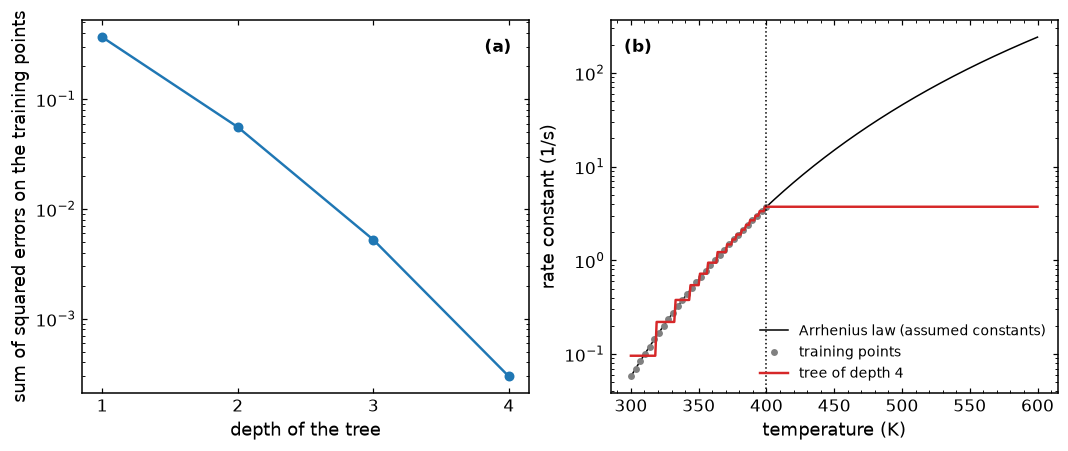 sum of squared errors on the training points
10⁻¹
10⁻²
10⁻³
(a)
1 2 3 4
depth of the tree
rate constant (1/s)
10²
10¹
10⁰
10⁻¹
(b)
Arrhenius law (assumed constants)
training points
tree of depth 4
300 350 400 450 500 550 600
temperature (K)